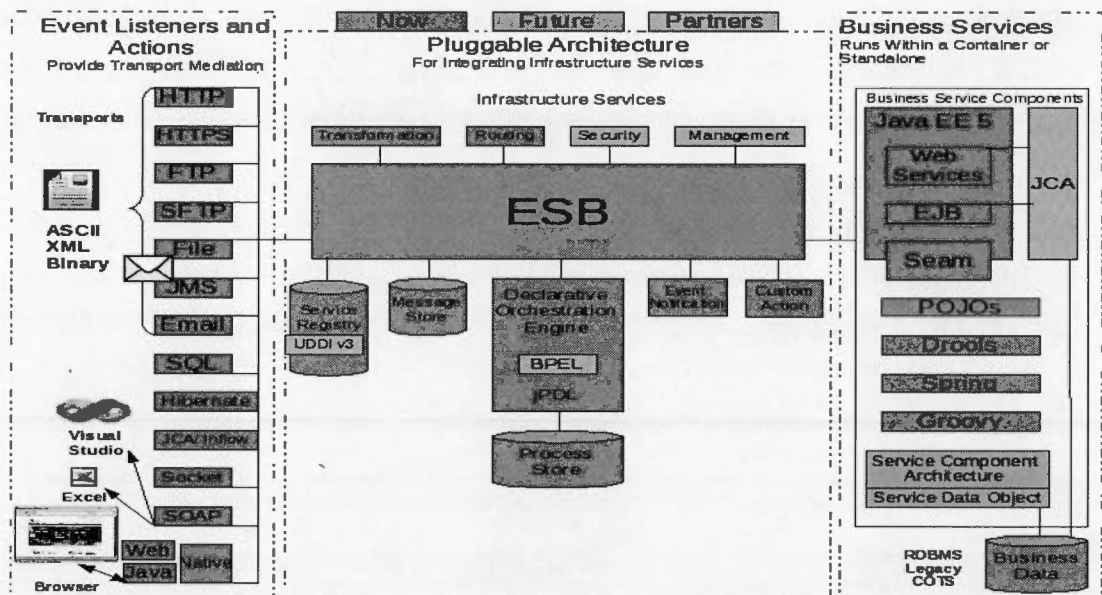 Now
Future
Partners
Event Listeners and
Actions
Provide Transport Mediation
Transports
HTTP
HTTPS
FTP
SFTP
File
JMS
Email
SQL
Hibernate
JCA/Inflow
Socket
SOAP
Web
Java
Native
ASCII
XML
Binary
Visual
Studio
Excel
Browser
Pluggable Architecture
For Integrating Infrastructure Services
Infrastructure Services
Transformation
Routing
Security
Management
ESB
Service
Registry
UDDI v3
Message
Store
Declarative
Orchestration
Engine
BPEL
jPDL
Process
Store
Event
Notification
Custom
Action
Business Services
Runs Within a Container or
Standalone
Business Service Components
Java EE 5
Web
Services
EJB
Seam
JCA
POJOs
Drools
Spring
Groovy
Service Component
Architecture
Service Data Object
RDBMS
Legacy
COTS
Business
Data